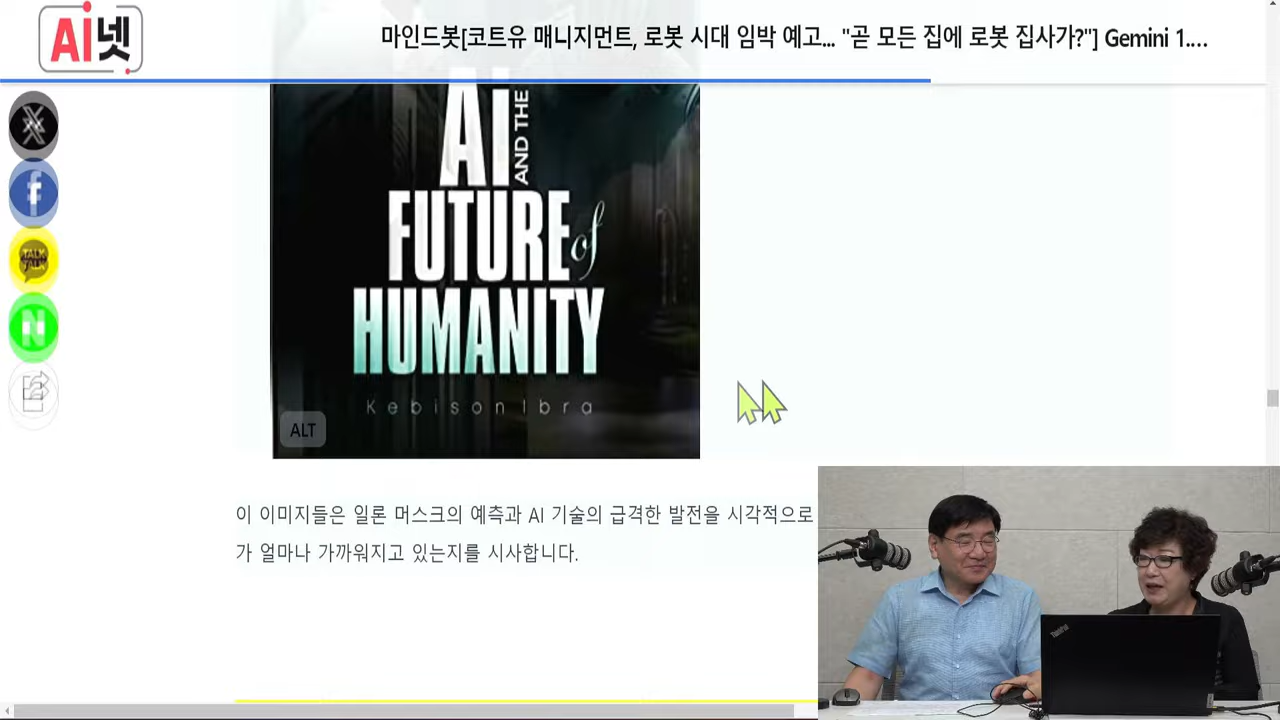 Ai넷
마인드봇[코트유 매니지먼트, 로봇 시대 임박 예고... "곧 모든 집에 로봇 집사가?"] Gemini 1....
X
f
TALK
TALK
N
AI
AND THE
FUTURE of
HUMANITY
Kebison Ibra
ALT
이 이미지들은 일론 머스크의 예측과 AI 기술의 급격한 발전을 시각적으로
가 얼마나 가까워지고 있는지를 시사합니다.
ThinkPad